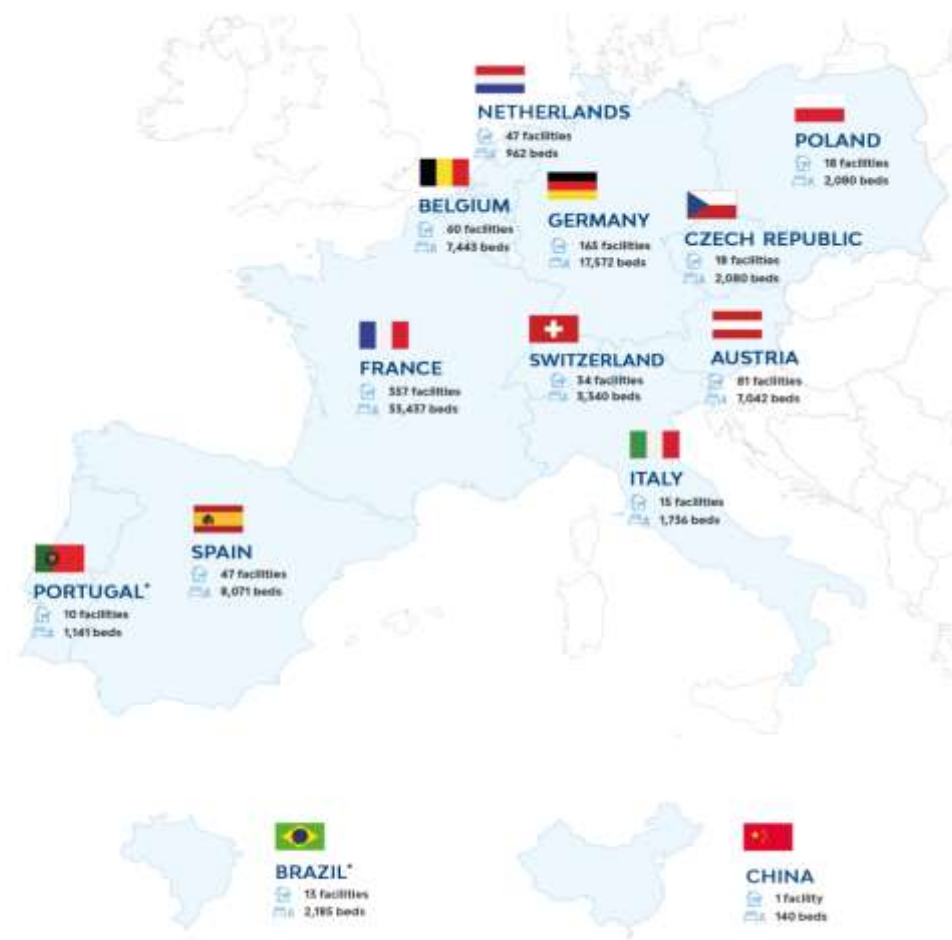 NETHERLANDS
47 facilities
962 beds
POLAND
18 facilities
2,080 beds
BELGIUM
60 facilities
7,443 beds
GERMANY
165 facilities
17,572 beds
CZECH REPUBLIC
18 facilities
2,080 beds
FRANCE
357 facilities
33,437 beds
SWITZERLAND
34 facilities
3,340 beds
AUSTRIA
81 facilities
7,042 beds
ITALY
15 facilities
1,736 beds
SPAIN
47 facilities
8,071 beds
PORTUGAL*
10 facilities
1,141 beds
BRAZIL*
13 facilities
2,185 beds
CHINA
1 facility
140 beds